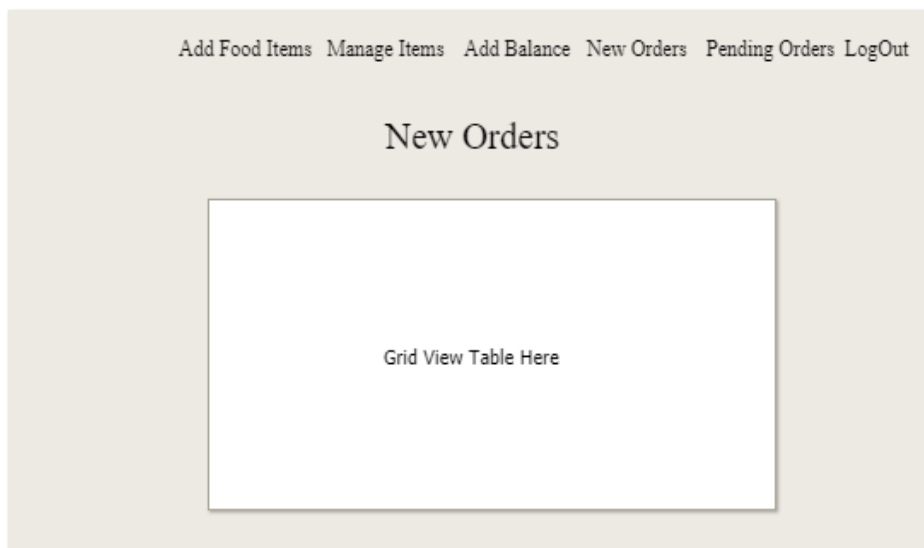 Add Food Items Manage Items Add Balance New Orders Pending Orders LogOut
New Orders
Grid View Table Here